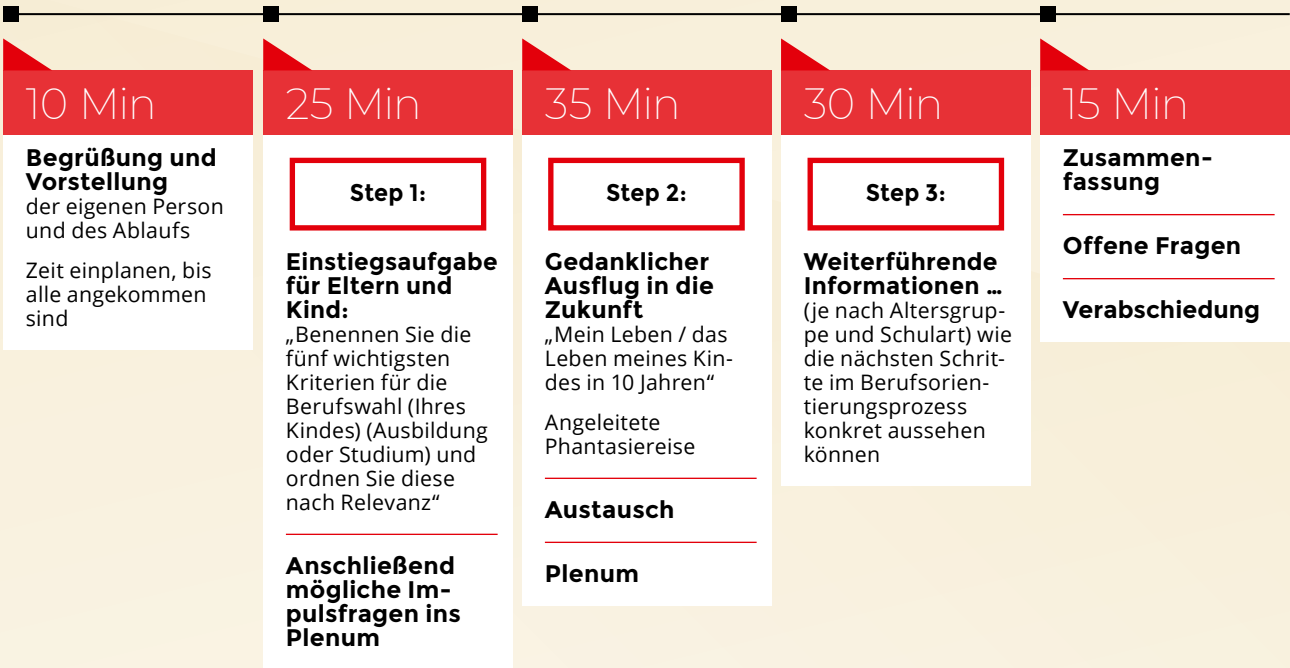 10 Min
Begrüßung und
Vorstellung
der eigenen Person
und des Ablaufs
Zeit einplanen, bis
alle angekommen
sind
25 Min
Step 1:
Einstiegsaufgabe
für Eltern und
Kind:
„Benennen Sie die
fünf wichtigsten
Kriterien für die
Berufswahl (Ihres
Kindes) (Ausbildung
oder Studium) und
ordnen Sie diese
nach Relevanz“
Anschließend
mögliche Im-
pulsfragen ins
Plenum
35 Min
Step 2:
Gedanklicher
Ausflug in die
Zukunft
„Mein Leben / das
Leben meines Kin-
des in 10 Jahren“
Angeleitete
Phantasiereise
Austausch
Plenum
30 Min
Step 3:
Weiterführende
Informationen …
(je nach Altersgrup-
pe und Schulart) wie
die nächsten Schrit-
te im Berufsorien-
tierungsprozess
konkret aussehen
können
15 Min
Zusammen-
fassung
Offene Fragen
Verabschiedung